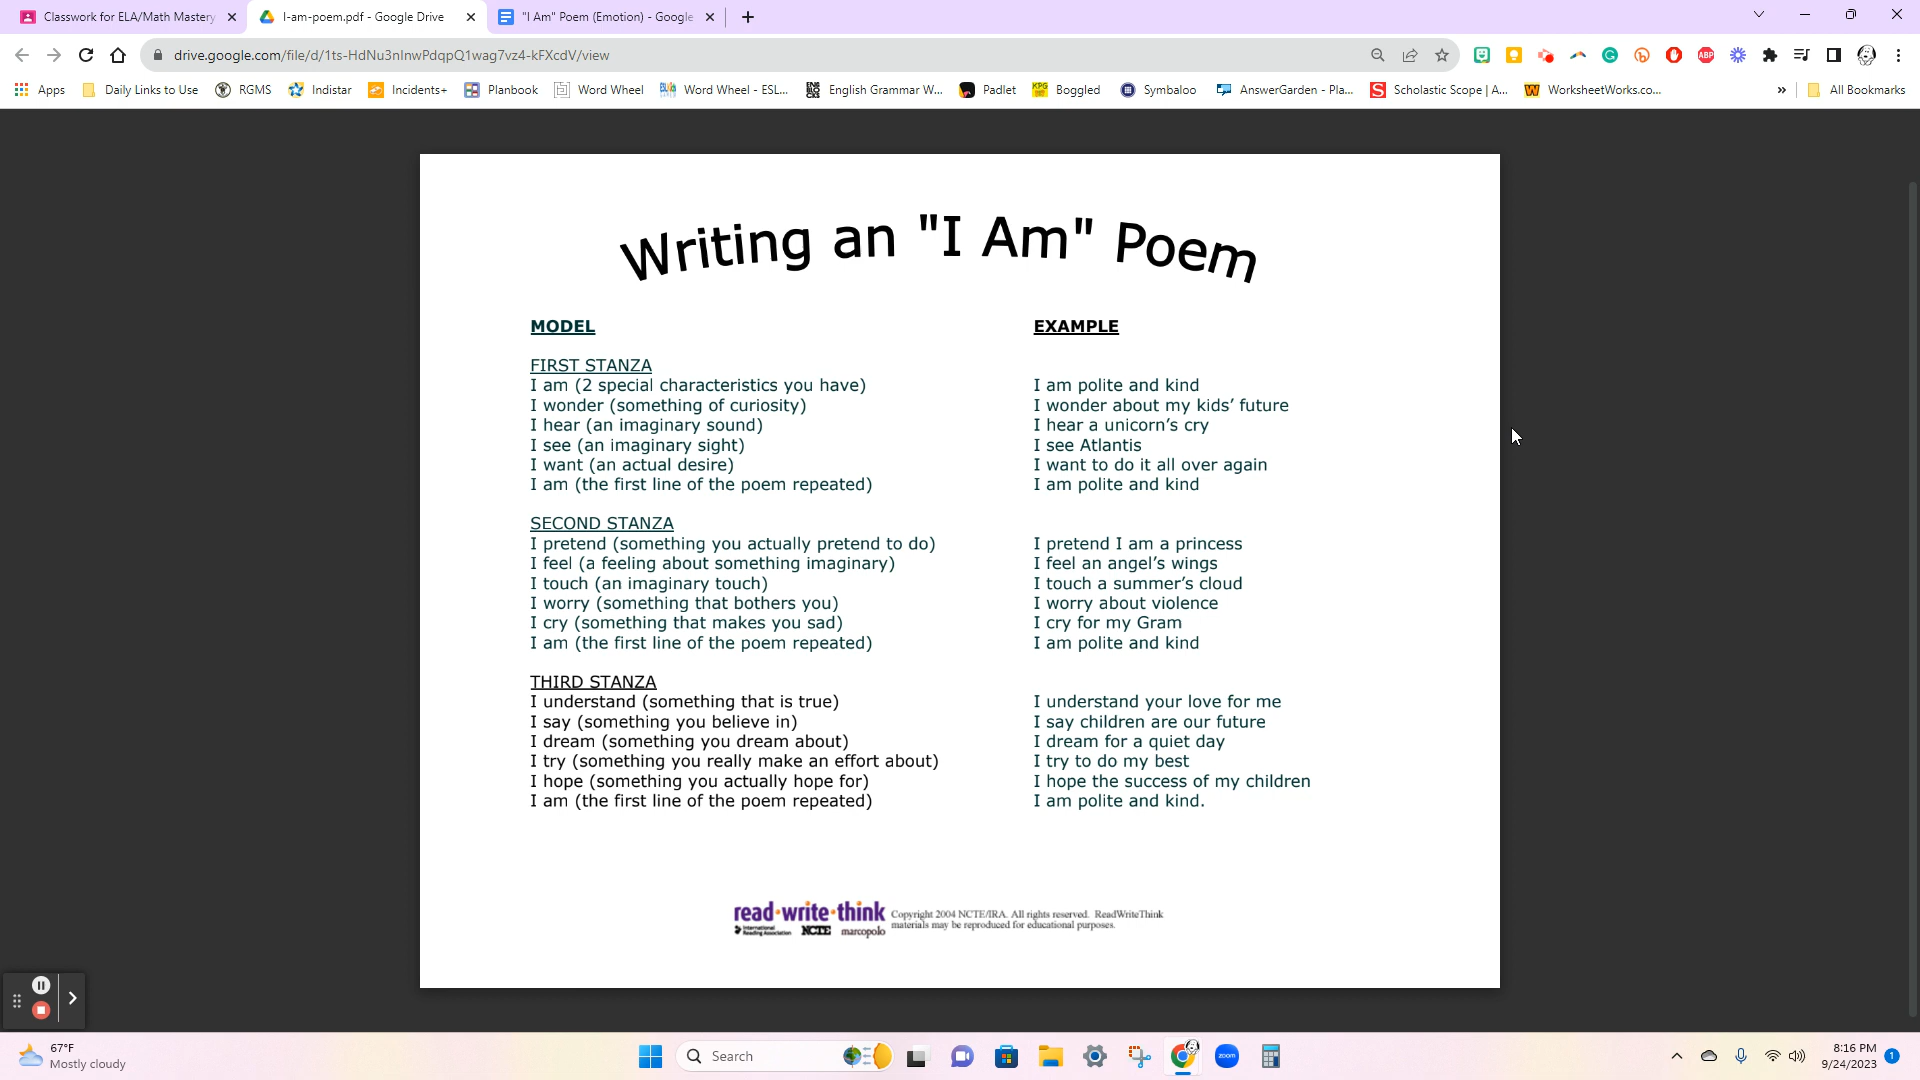 Classwork for ELA/Math Mastery
I-am-poem.pdf - Google Drive
"I Am" Poem (Emotion) - Google
drive.google.com/file/d/1ts-HdNu3nInwPdqpQ1wag7vz4-kFXcdV/view
Apps
Daily Links to Use
RGMS
Indistar
Incidents+
Planbook
Word Wheel
Word Wheel - ESL...
English Grammar W...
Padlet
Boggled
Symbaloo
AnswerGarden - Pla...
Scholastic Scope | A...
WorksheetWorks.co...
»
All Bookmarks
Writing an "I Am" Poem
MODEL
EXAMPLE
FIRST STANZA
I am (2 special characteristics you have)
I am polite and kind
I wonder (something of curiosity)
I wonder about my kids' future
I hear (an imaginary sound)
I hear a unicorn's cry
I see (an imaginary sight)
I see Atlantis
I want (an actual desire)
I want to do it all over again
I am (the first line of the poem repeated)
I am polite and kind
SECOND STANZA
I pretend (something you actually pretend to do)
I pretend I am a princess
I feel (a feeling about something imaginary)
I feel an angel's wings
I touch (an imaginary touch)
I touch a summer's cloud
I worry (something that bothers you)
I worry about violence
I cry (something that makes you sad)
I cry for my Gram
I am (the first line of the poem repeated)
I am polite and kind
THIRD STANZA
I understand (something that is true)
I understand your love for me
I say (something you believe in)
I say children are our future
I dream (something you dream about)
I dream for a quiet day
I try (something you really make an effort about)
I try to do my best
I hope (something you actually hope for)
I hope the success of my children
I am (the first line of the poem repeated)
I am polite and kind.
read•write•think
International Reading Association
NCTE
marcopolo
Copyright 2004 NCTE/IRA. All rights reserved. ReadWriteThink
materials may be reproduced for educational purposes.
67°F
Mostly cloudy
Search
zoom
8:16 PM
9/24/2023
1